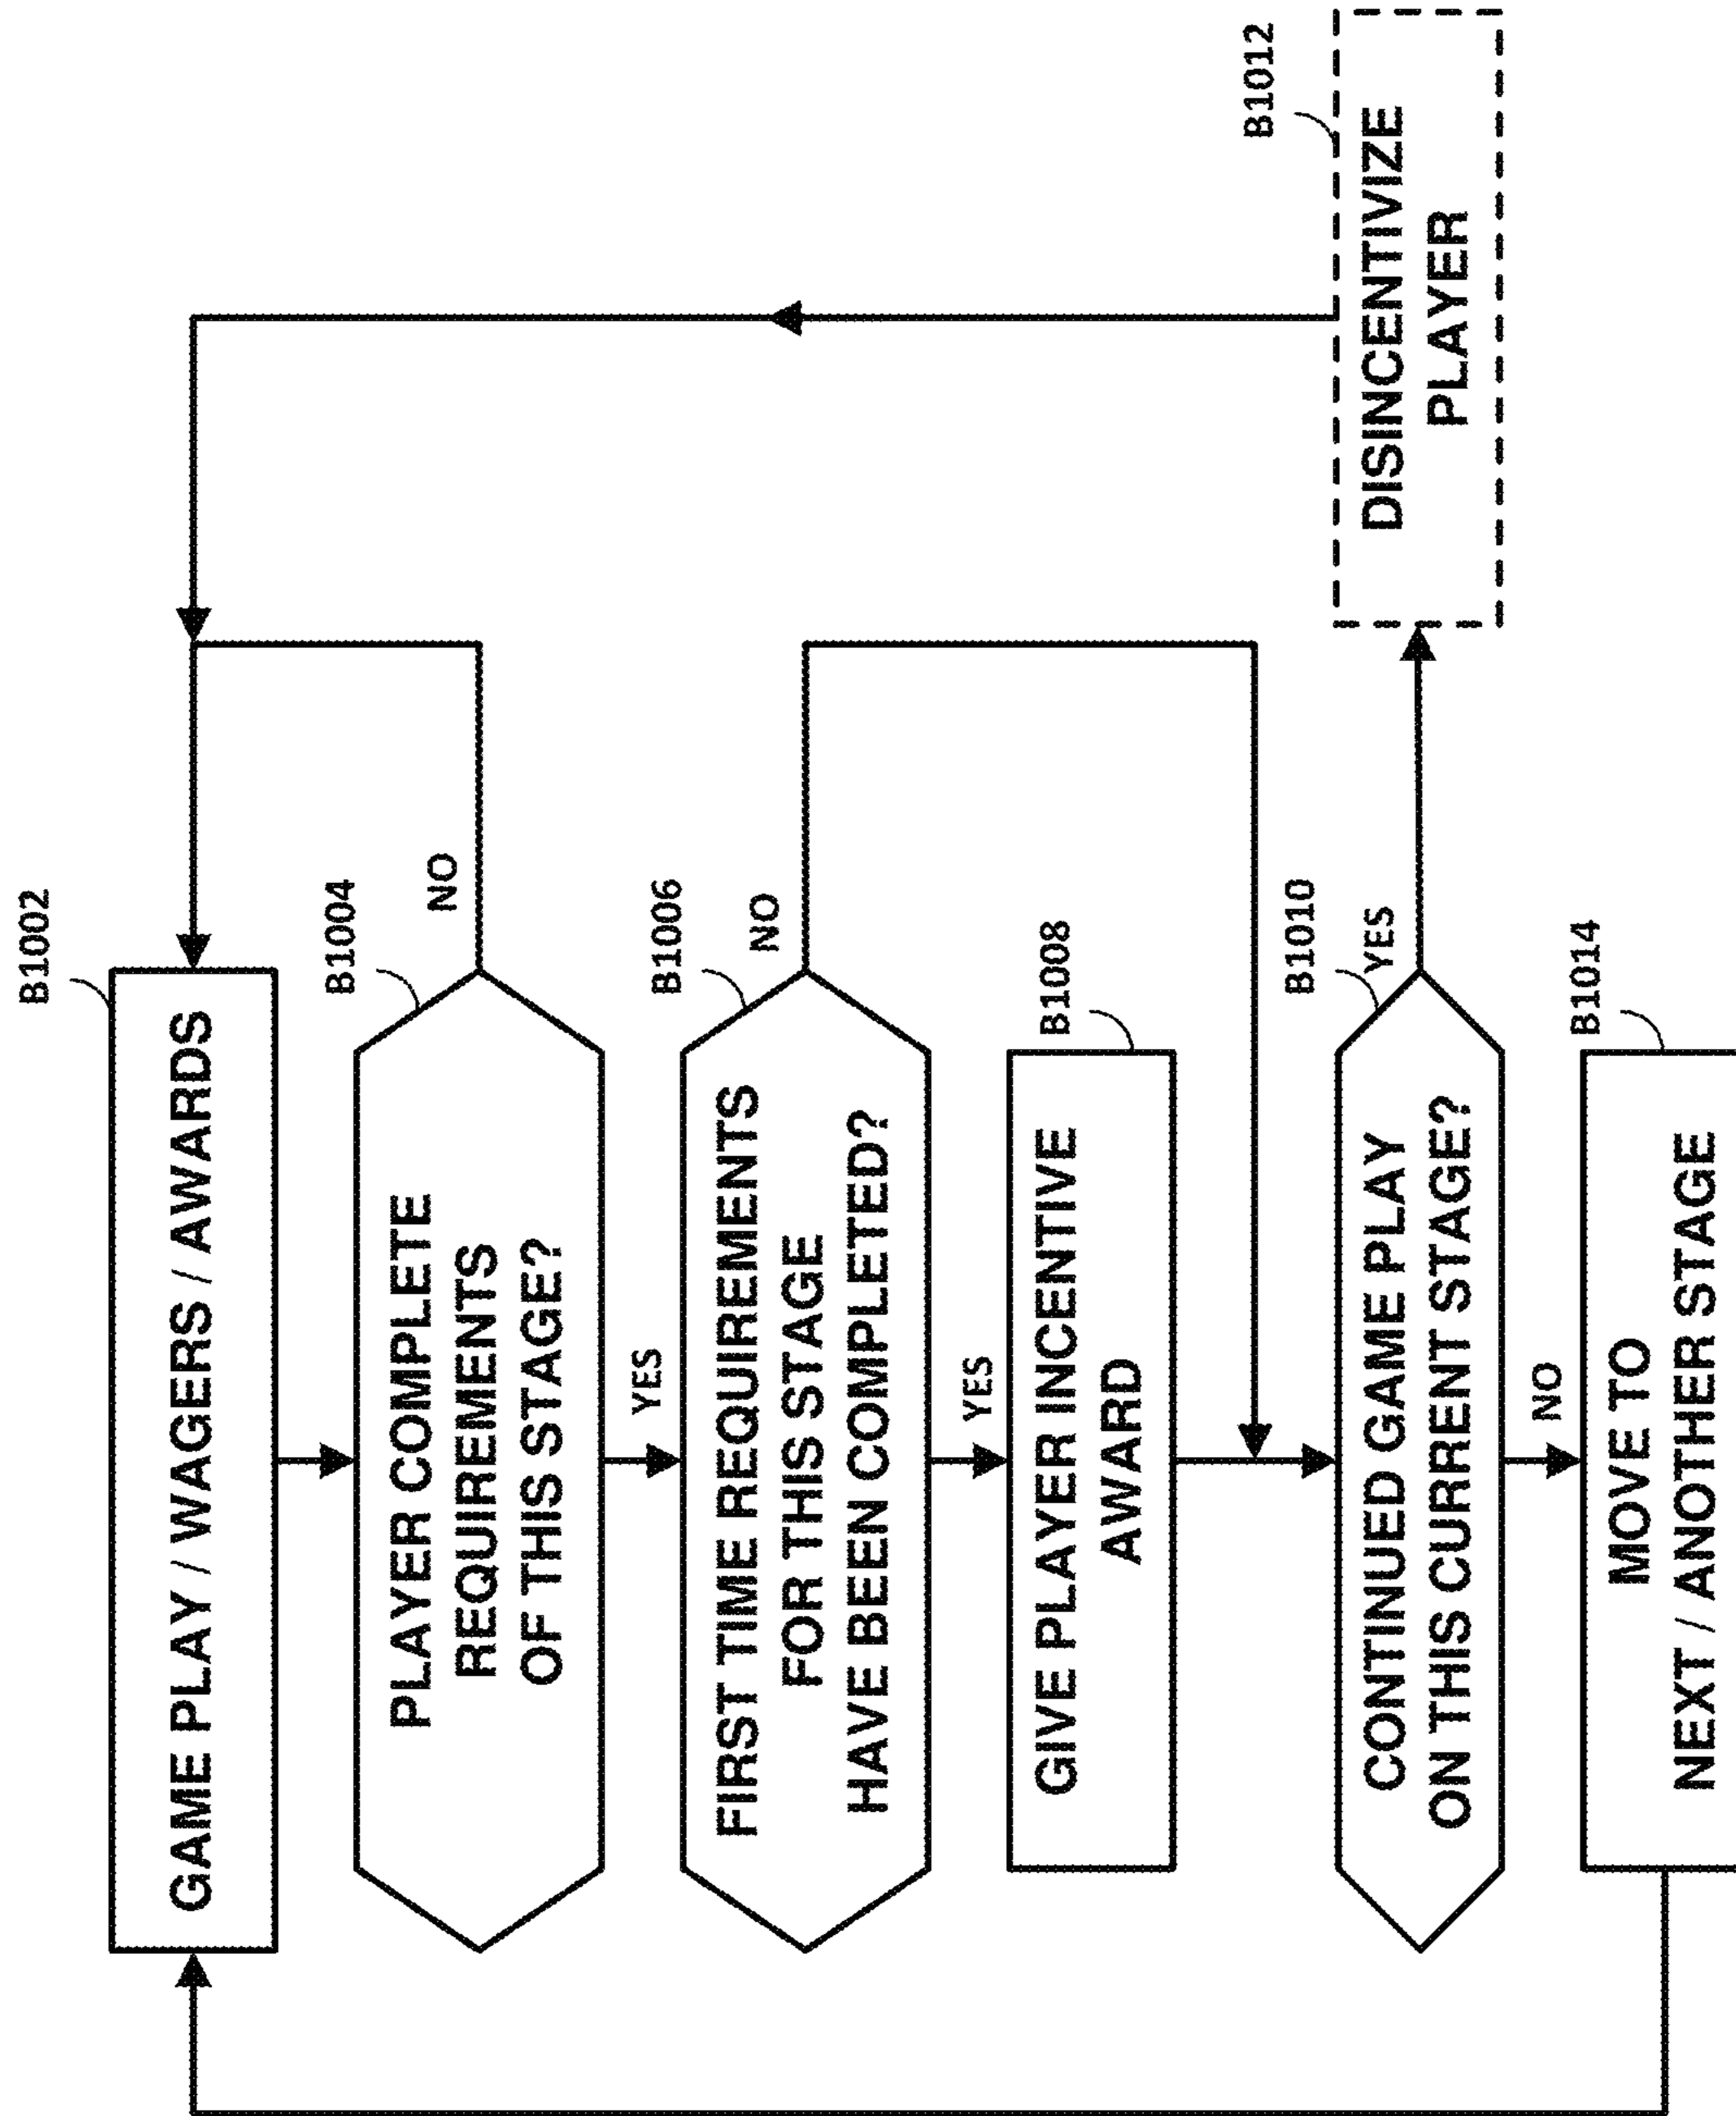 B1002
GAME PLAY / WAGERS / AWARDS
B1004
PLAYER COMPLETE
REQUIREMENTS
OF THIS STAGE?
NO
YES
B1006
FIRST TIME REQUIREMENTS
FOR THIS STAGE
HAVE BEEN COMPLETED?
NO
YES
B1008
GIVE PLAYER INCENTIVE
AWARD
B1010
CONTINUED GAME PLAY
ON THIS CURRENT STAGE?
YES
B1012
DISINCENTIVIZE
PLAYER
NO
B1014
MOVE TO
NEXT / ANOTHER STAGE